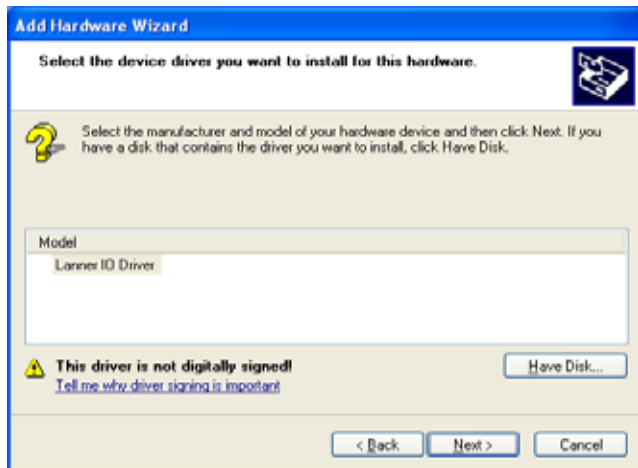 Add Hardware Wizard
Select the device driver you want to install for this hardware.
Select the manufacturer and model of your hardware device and then click Next. If you
have a disk that contains the driver you want to install, click Have Disk.
Model
Lanner IO Driver
This driver is not digitally signed!
Have Disk...
Tell me why driver signing is important
< Back
Next >
Cancel